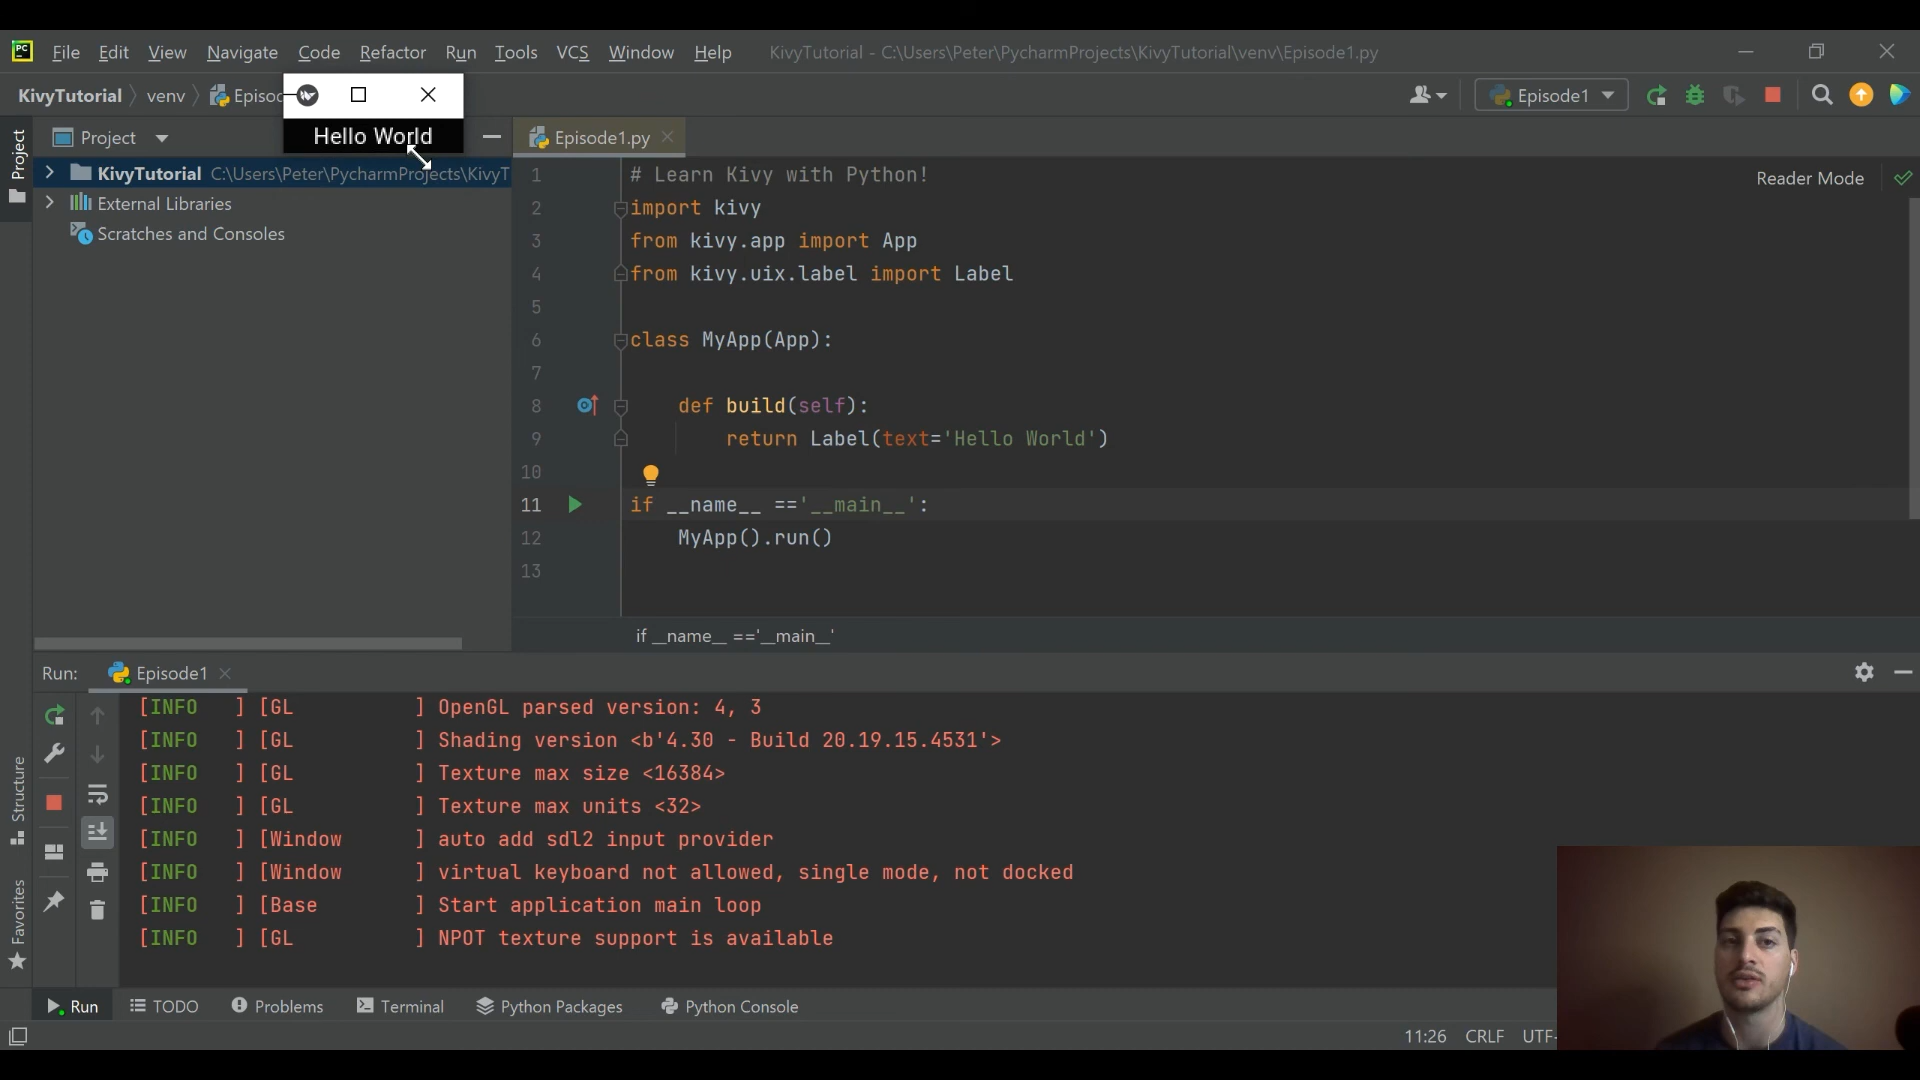 PC File Edit View Navigate Code Refactor Run Tools VCS Window Help KivyTutorial - C:\Users\Peter\PycharmProjects\KivyTutorial\venv\Episode1.py
KivyTutorial venv Episod
Episode1
Hello World
Project
Project
Episode1.py
KivyTutorial C:\Users\Peter\PycharmProjects\KivyT
External Libraries
Scratches and Consoles
Reader Mode
1 # Learn Kivy with Python!
2 import kivy
3 from kivy.app import App
4 from kivy.uix.label import Label
5
6 class MyApp(App):
7
8 def build(self):
9 return Label(text='Hello World')
10
11 if __name__ =='__main__':
12 MyApp().run()
13
if __name__ =='__main__'
Run: Episode1
[INFO ] [GL ] OpenGL parsed version: 4, 3
[INFO ] [GL ] Shading version <b'4.30 - Build 20.19.15.4531'>
[INFO ] [GL ] Texture max size <16384>
[INFO ] [GL ] Texture max units <32>
[INFO ] [Window ] auto add sdl2 input provider
[INFO ] [Window ] virtual keyboard not allowed, single mode, not docked
[INFO ] [Base ] Start application main loop
[INFO ] [GL ] NPOT texture support is available
Structure
Favorites
Run TODO Problems Terminal Python Packages Python Console
11:26 CRLF UTF-